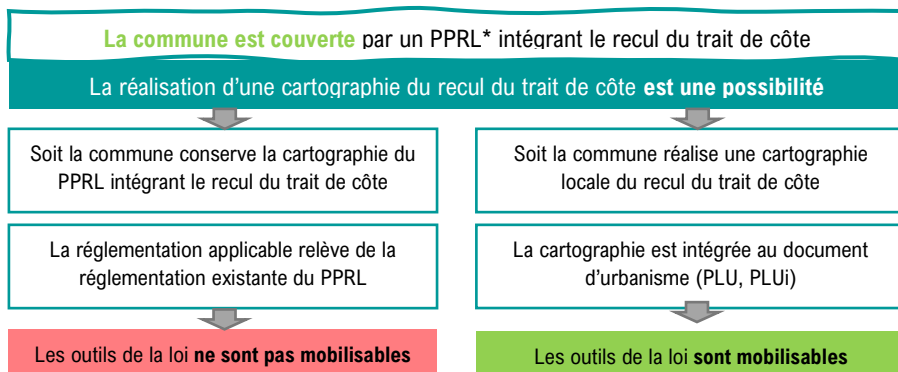 La commune est couverte par un PPRL* intégrant le recul du trait de côte
La réalisation d'une cartographie du recul du trait de côte est une possibilité
Soit la commune conserve la cartographie du
PPRL intégrant le recul du trait de côte
La réglementation applicable relève de la
réglementation existante du PPRL
Les outils de la loi ne sont pas mobilisables
Soit la commune réalise une cartographie
locale du recul du trait de côte
La cartographie est intégrée au document
d'urbanisme (PLU, PLUi)
Les outils de la loi sont mobilisables